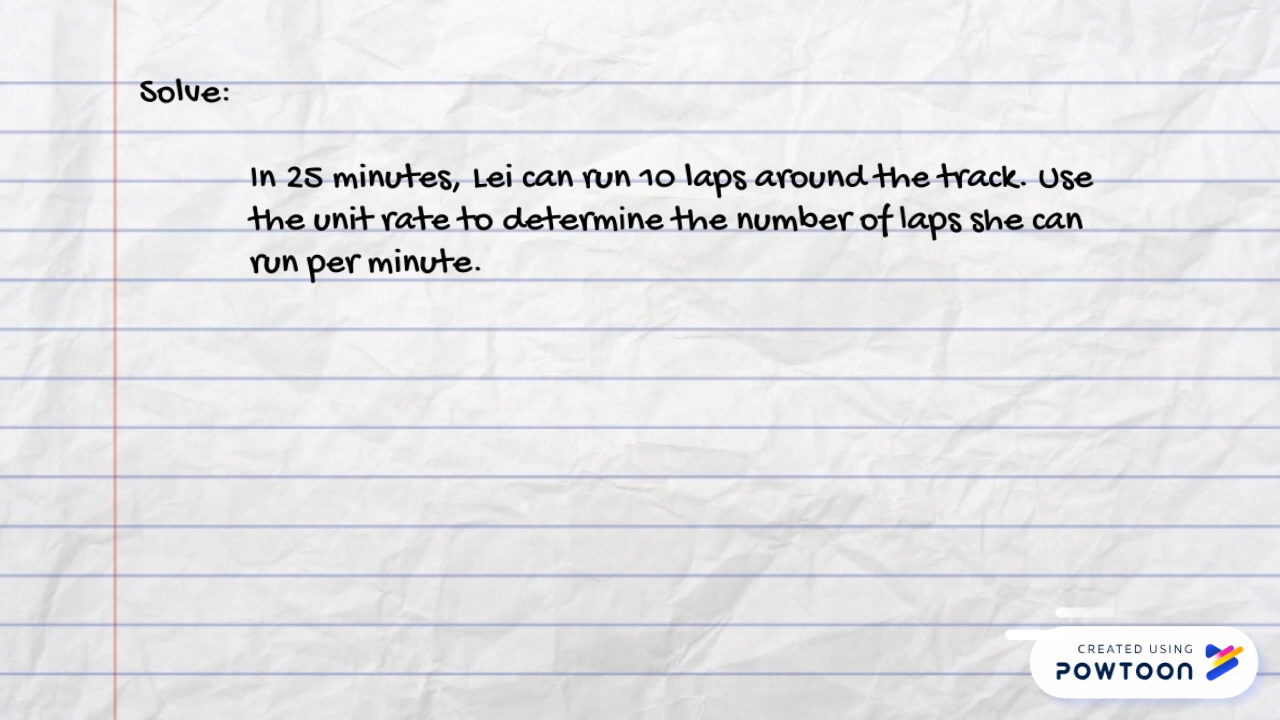 Solve:
In 25 minutes, Lei can run 10 laps around the track. Use
the unit rate to determine the number of laps she can
run per minute.
CREATED USING
POWTOON